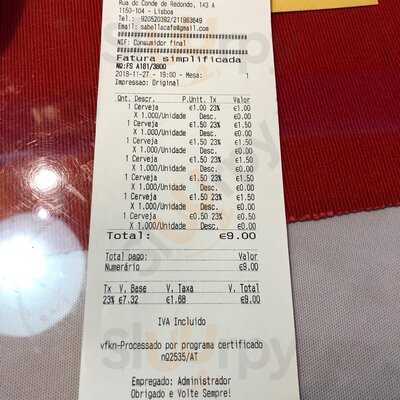 Rua do Conde de Redondo, 143 A
1150-104 - Lisboa
Tel.: 920520392/211963649
Email: sabellacafe@gmail.com
NIF: Consumidor final
Fatura simplificada
NQ:FS A181/3800
2018-11-27 - 19:00 - Mesa: 1
Impressao: Original
Qnt. Descr. P.Unit. Tx Valor
1 Cerveja €1.00 23% €1.00
X 1.000/Unidade Desc. €0.00
1 Cerveja €1.50 23% €1.50
X 1.000/Unidade Desc. €0.00
1 Cerveja €1.50 23% €1.50
X 1.000/Unidade Desc. €0.00
1 Cerveja €1.50 23% €1.50
X 1.000/Unidade Desc. €0.00
1 Cerveja €1.50 23% €1.50
X 1.000/Unidade Desc. €0.00
1 Cerveja €1.50 23% €1.50
X 1.000/Unidade Desc. €0.00
1 Cerveja €0.50 23% €0.50
X 1.000/Unidade Desc. €0.00
Total: €9.00
Total pago: Valor
Numerário €9.00
Tx V. Base V. Taxa V. Total
23% €7.32 €1.68 €9.00
IVA Incluido
vfkn-Processado por programa certificado
nQ2535/AT
Empregado: Administrador
Obrigado e Volte Sempre!